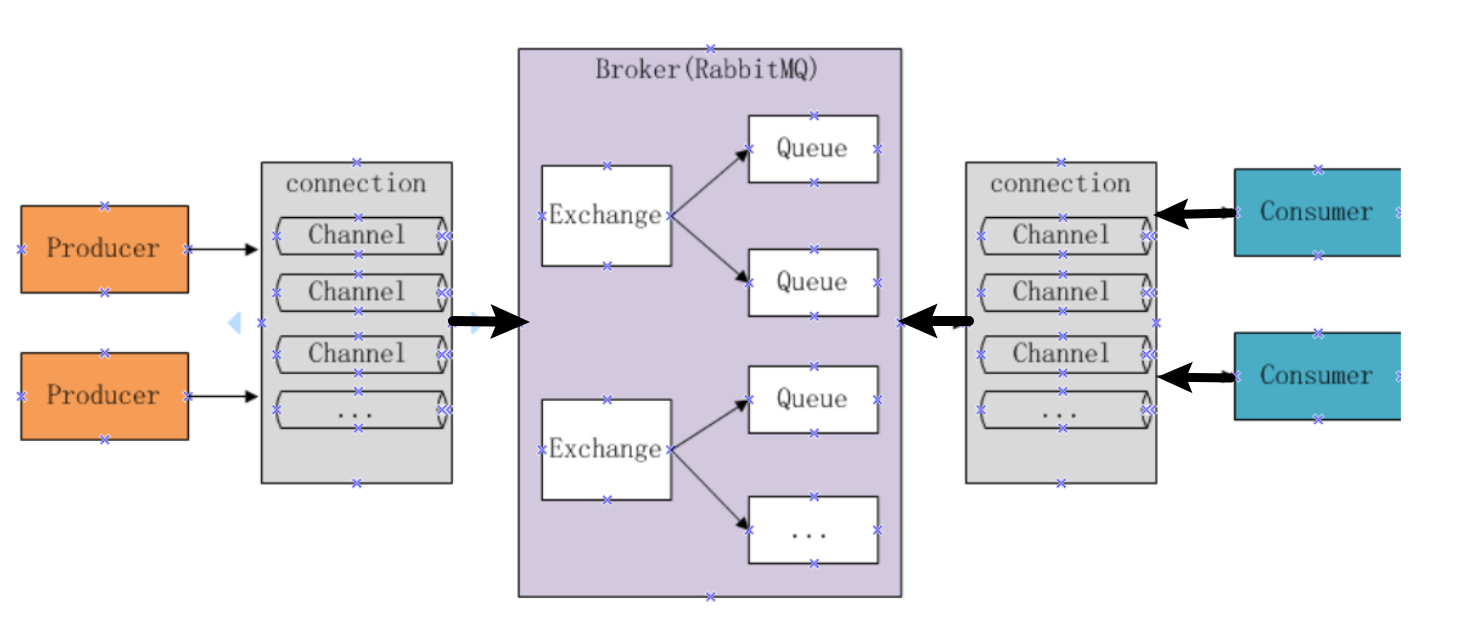 Producer
Producer
connection
Channel
Channel
Channel
...
Broker(RabbitMQ)
Exchange
Queue
Queue
Exchange
Queue
...
connection
Channel
Channel
Channel
...
Consumer
Consumer